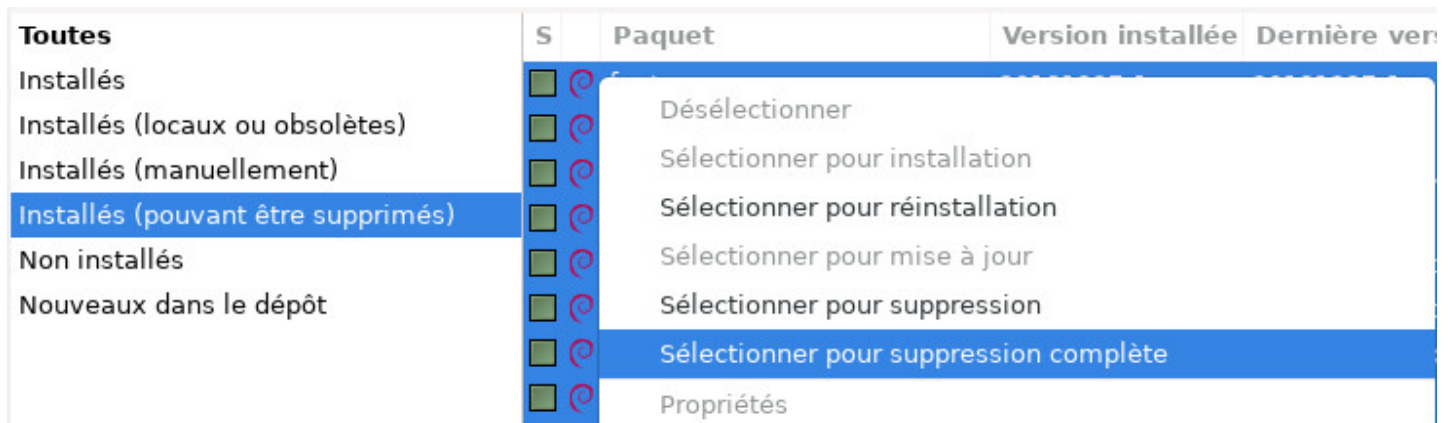 Toutes
Installés
Installés (locaux ou obsolètes)
Installés (manuellement)
Installés (pouvant être supprimés)
Non installés
Nouveaux dans le dépôt
S Paquet Version installée Dernière
Désélectionner
Sélectionner pour installation
Sélectionner pour réinstallation
Sélectionner pour mise à jour
Sélectionner pour suppression
Sélectionner pour suppression complète
Propriétés